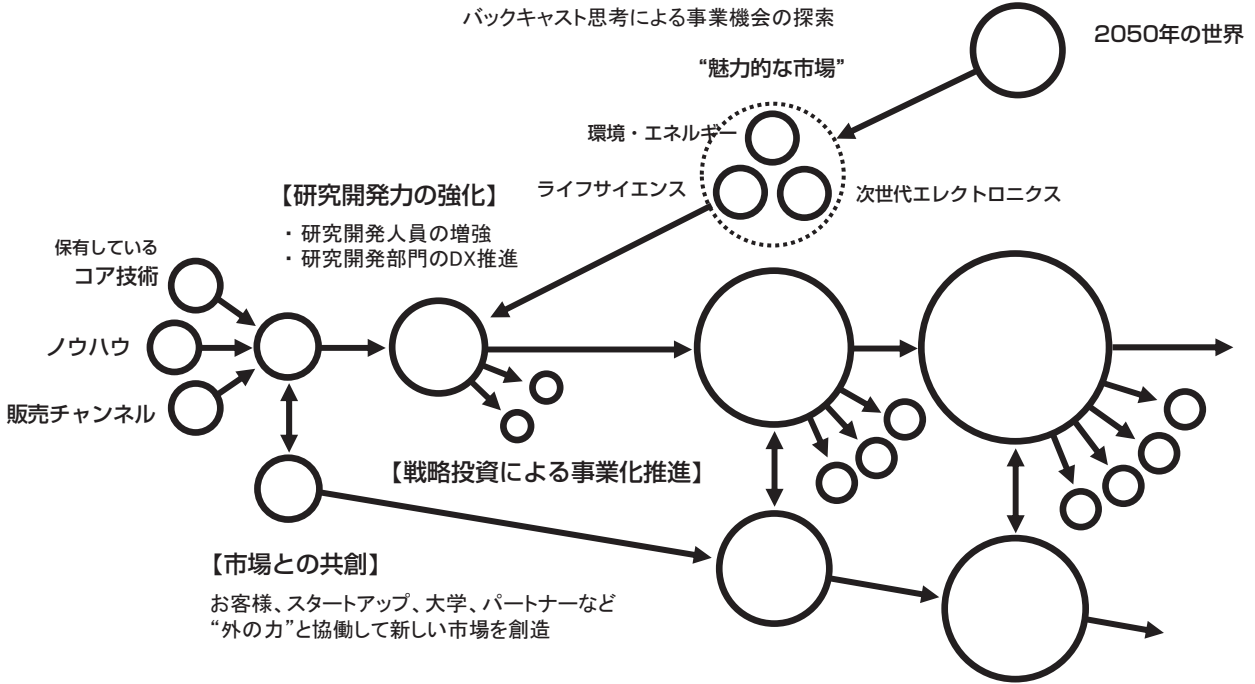 バックキャスト思考による事業機会の探索
2050年の世界
“魅力的な市場”
環境・エネルギー
ライフサイエンス
次世代エレクトロニクス
【研究開発力の強化】
・研究開発人員の増強
・研究開発部門のDX推進
保有している
コア技術
ノウハウ
販売チャンネル
【戦略投資による事業化推進】
【市場との共創】
お客様、スタートアップ、大学、パートナーなど
“外の力”と協働して新しい市場を創造